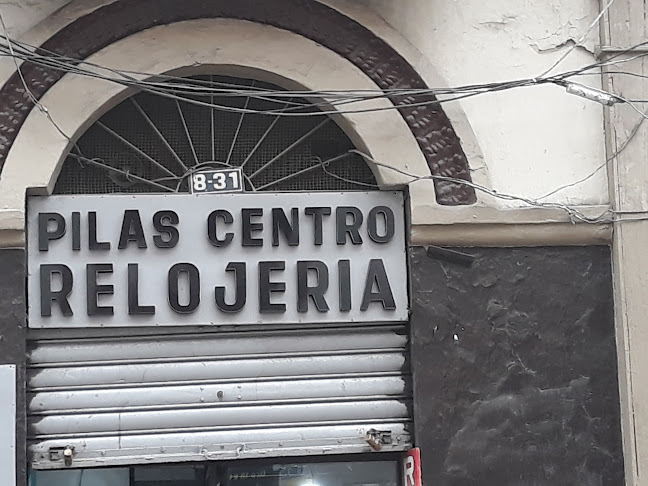 8-31
PILAS CENTRO
RELOJERIA
R